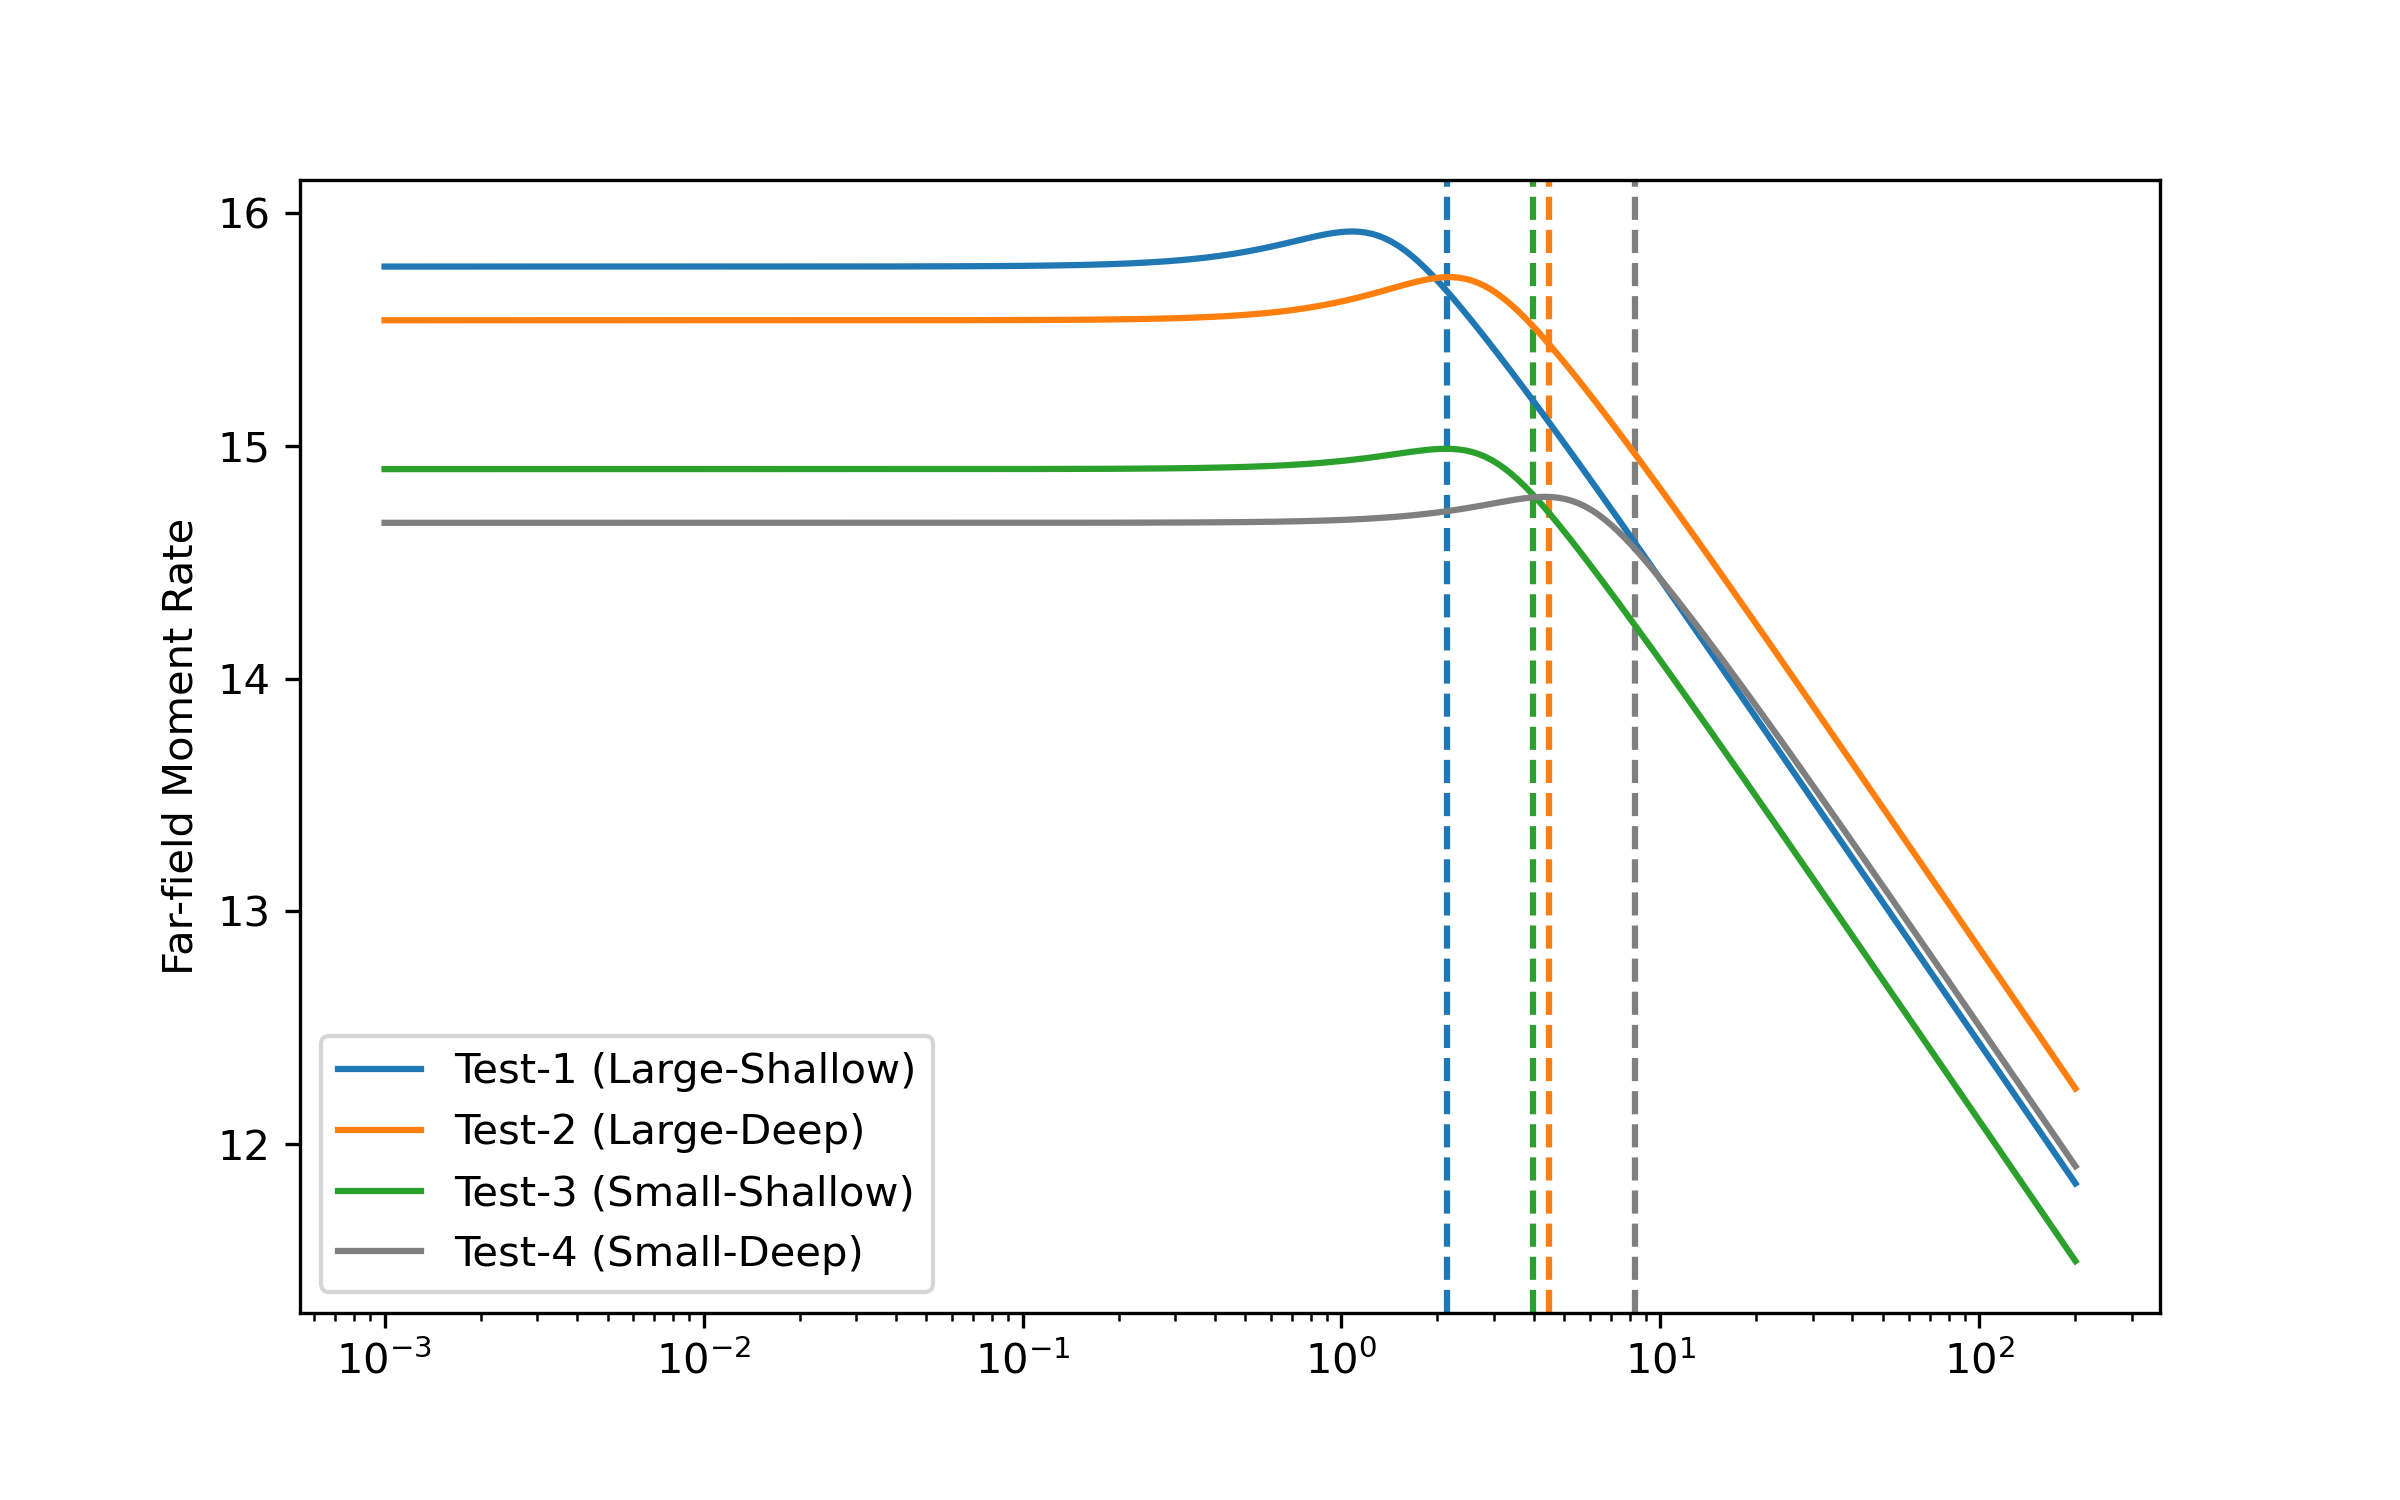 Far-field Moment Rate
16
15
14
13
12
Test-1 (Large-Shallow)
Test-2 (Large-Deep)
Test-3 (Small-Shallow)
Test-4 (Small-Deep)
10⁻³ 10⁻² 10⁻¹ 10⁰ 10¹ 10²